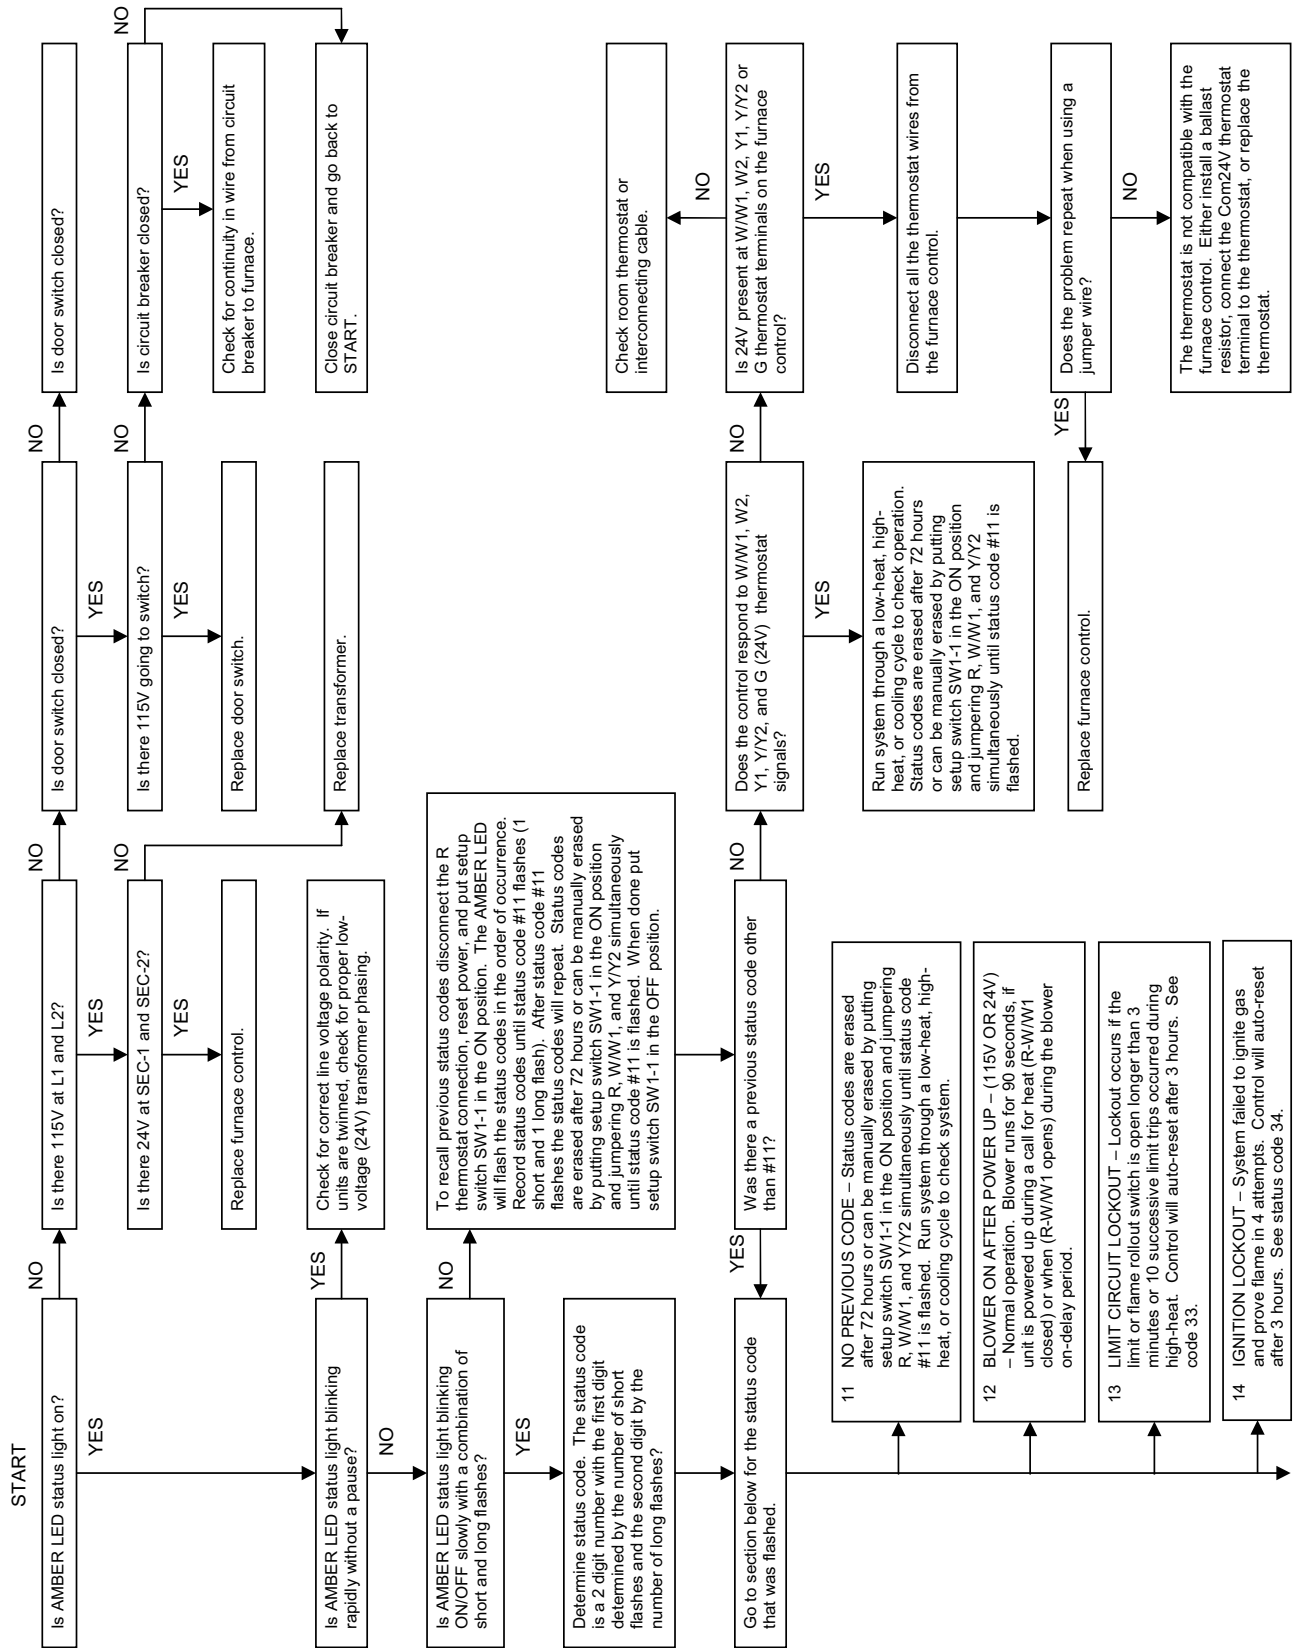 START
Is AMBER LED status light on?
NO
YES
Is there 115V at L1 and L2?
NO
YES
Is door switch closed?
NO
YES
Is door switch closed?
Is there 24V at SEC-1 and SEC-2?
NO
YES
Is there 115V going to switch?
NO
YES
Is circuit breaker closed?
NO
YES
Replace furnace control.
Replace door switch.
Check for continuity in wire from circuit
breaker to furnace.
Is AMBER LED status light blinking
rapidly without a pause?
YES
NO
Check for correct line voltage polarity. If
units are twinned, check for proper low-
voltage (24V) transformer phasing.
Replace transformer.
Close circuit breaker and go back to
START.
Is AMBER LED status light blinking
ON/OFF slowly with a combination of
short and long flashes?
NO
YES
To recall previous status codes disconnect the R
thermostat connection, reset power, and put setup
switch SW1-1 in the ON position. The AMBER LED
will flash the status codes in the order of occurrence.
Record status codes until status code #11 flashes (1
short and 1 long flash). After status code #11
flashes the status codes will repeat. Status codes
are erased after 72 hours or can be manually erased
by putting setup switch SW1-1 in the ON position
and jumpering R, W/W1, and Y/Y2 simultaneously
until status code #11 is flashed. When done put
setup switch SW1-1 in the OFF position.
Determine status code. The status code
is a 2 digit number with the first digit
determined by the number of short
flashes and the second digit by the
number of long flashes?
Check room thermostat or
interconnecting cable.
NO
Go to section below for the status code
that was flashed.
YES
Was there a previous status code other
than #11?
NO
Does the control respond to W/W1, W2,
Y1, Y/Y2, and G (24V) thermostat
signals?
NO
YES
Is 24V present at W/W1, W2, Y1, Y/Y2 or
G thermostat terminals on the furnace
control?
YES
11 NO PREVIOUS CODE – Status codes are erased
after 72 hours or can be manually erased by putting
setup switch SW1-1 in the ON position and jumpering
R, W/W1, and Y/Y2 simultaneously until status code
#11 is flashed. Run system through a low-heat, high-
heat, or cooling cycle to check system.
Run system through a low-heat, high-
heat, or cooling cycle to check operation.
Status codes are erased after 72 hours
or can be manually erased by putting
setup switch SW1-1 in the ON position
and jumpering R, W/W1, and Y/Y2
simultaneously until status code #11 is
flashed.
Disconnect all the thermostat wires from
the furnace control.
12 BLOWER ON AFTER POWER UP – (115V OR 24V)
– Normal operation. Blower runs for 90 seconds, if
unit is powered up during a call for heat (R-W/W1
closed) or when (R-W/W1 opens) during the blower
on-delay period.
Replace furnace control.
YES
Does the problem repeat when using a
jumper wire?
NO
13 LIMIT CIRCUIT LOCKOUT – Lockout occurs if the
limit or flame rollout switch is open longer than 3
minutes or 10 successive limit trips occurred during
high-heat. Control will auto-reset after 3 hours. See
code 33.
The thermostat is not compatible with the
furnace control. Either install a ballast
resistor, connect the Com24V thermostat
terminal to the thermostat, or replace the
thermostat.
14 IGNITION LOCKOUT – System failed to ignite gas
and prove flame in 4 attempts. Control will auto-reset
after 3 hours. See status code 34.